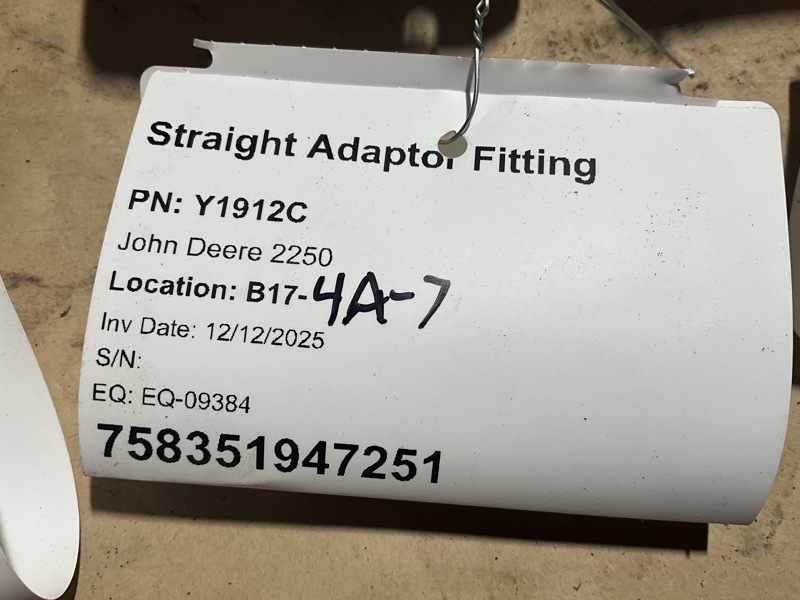 Straight Adaptor Fitting
PN: Y1912C
John Deere 2250
Location: B17-4A-7
Inv Date: 12/12/2025
S/N:
EQ: EQ-09384
758351947251